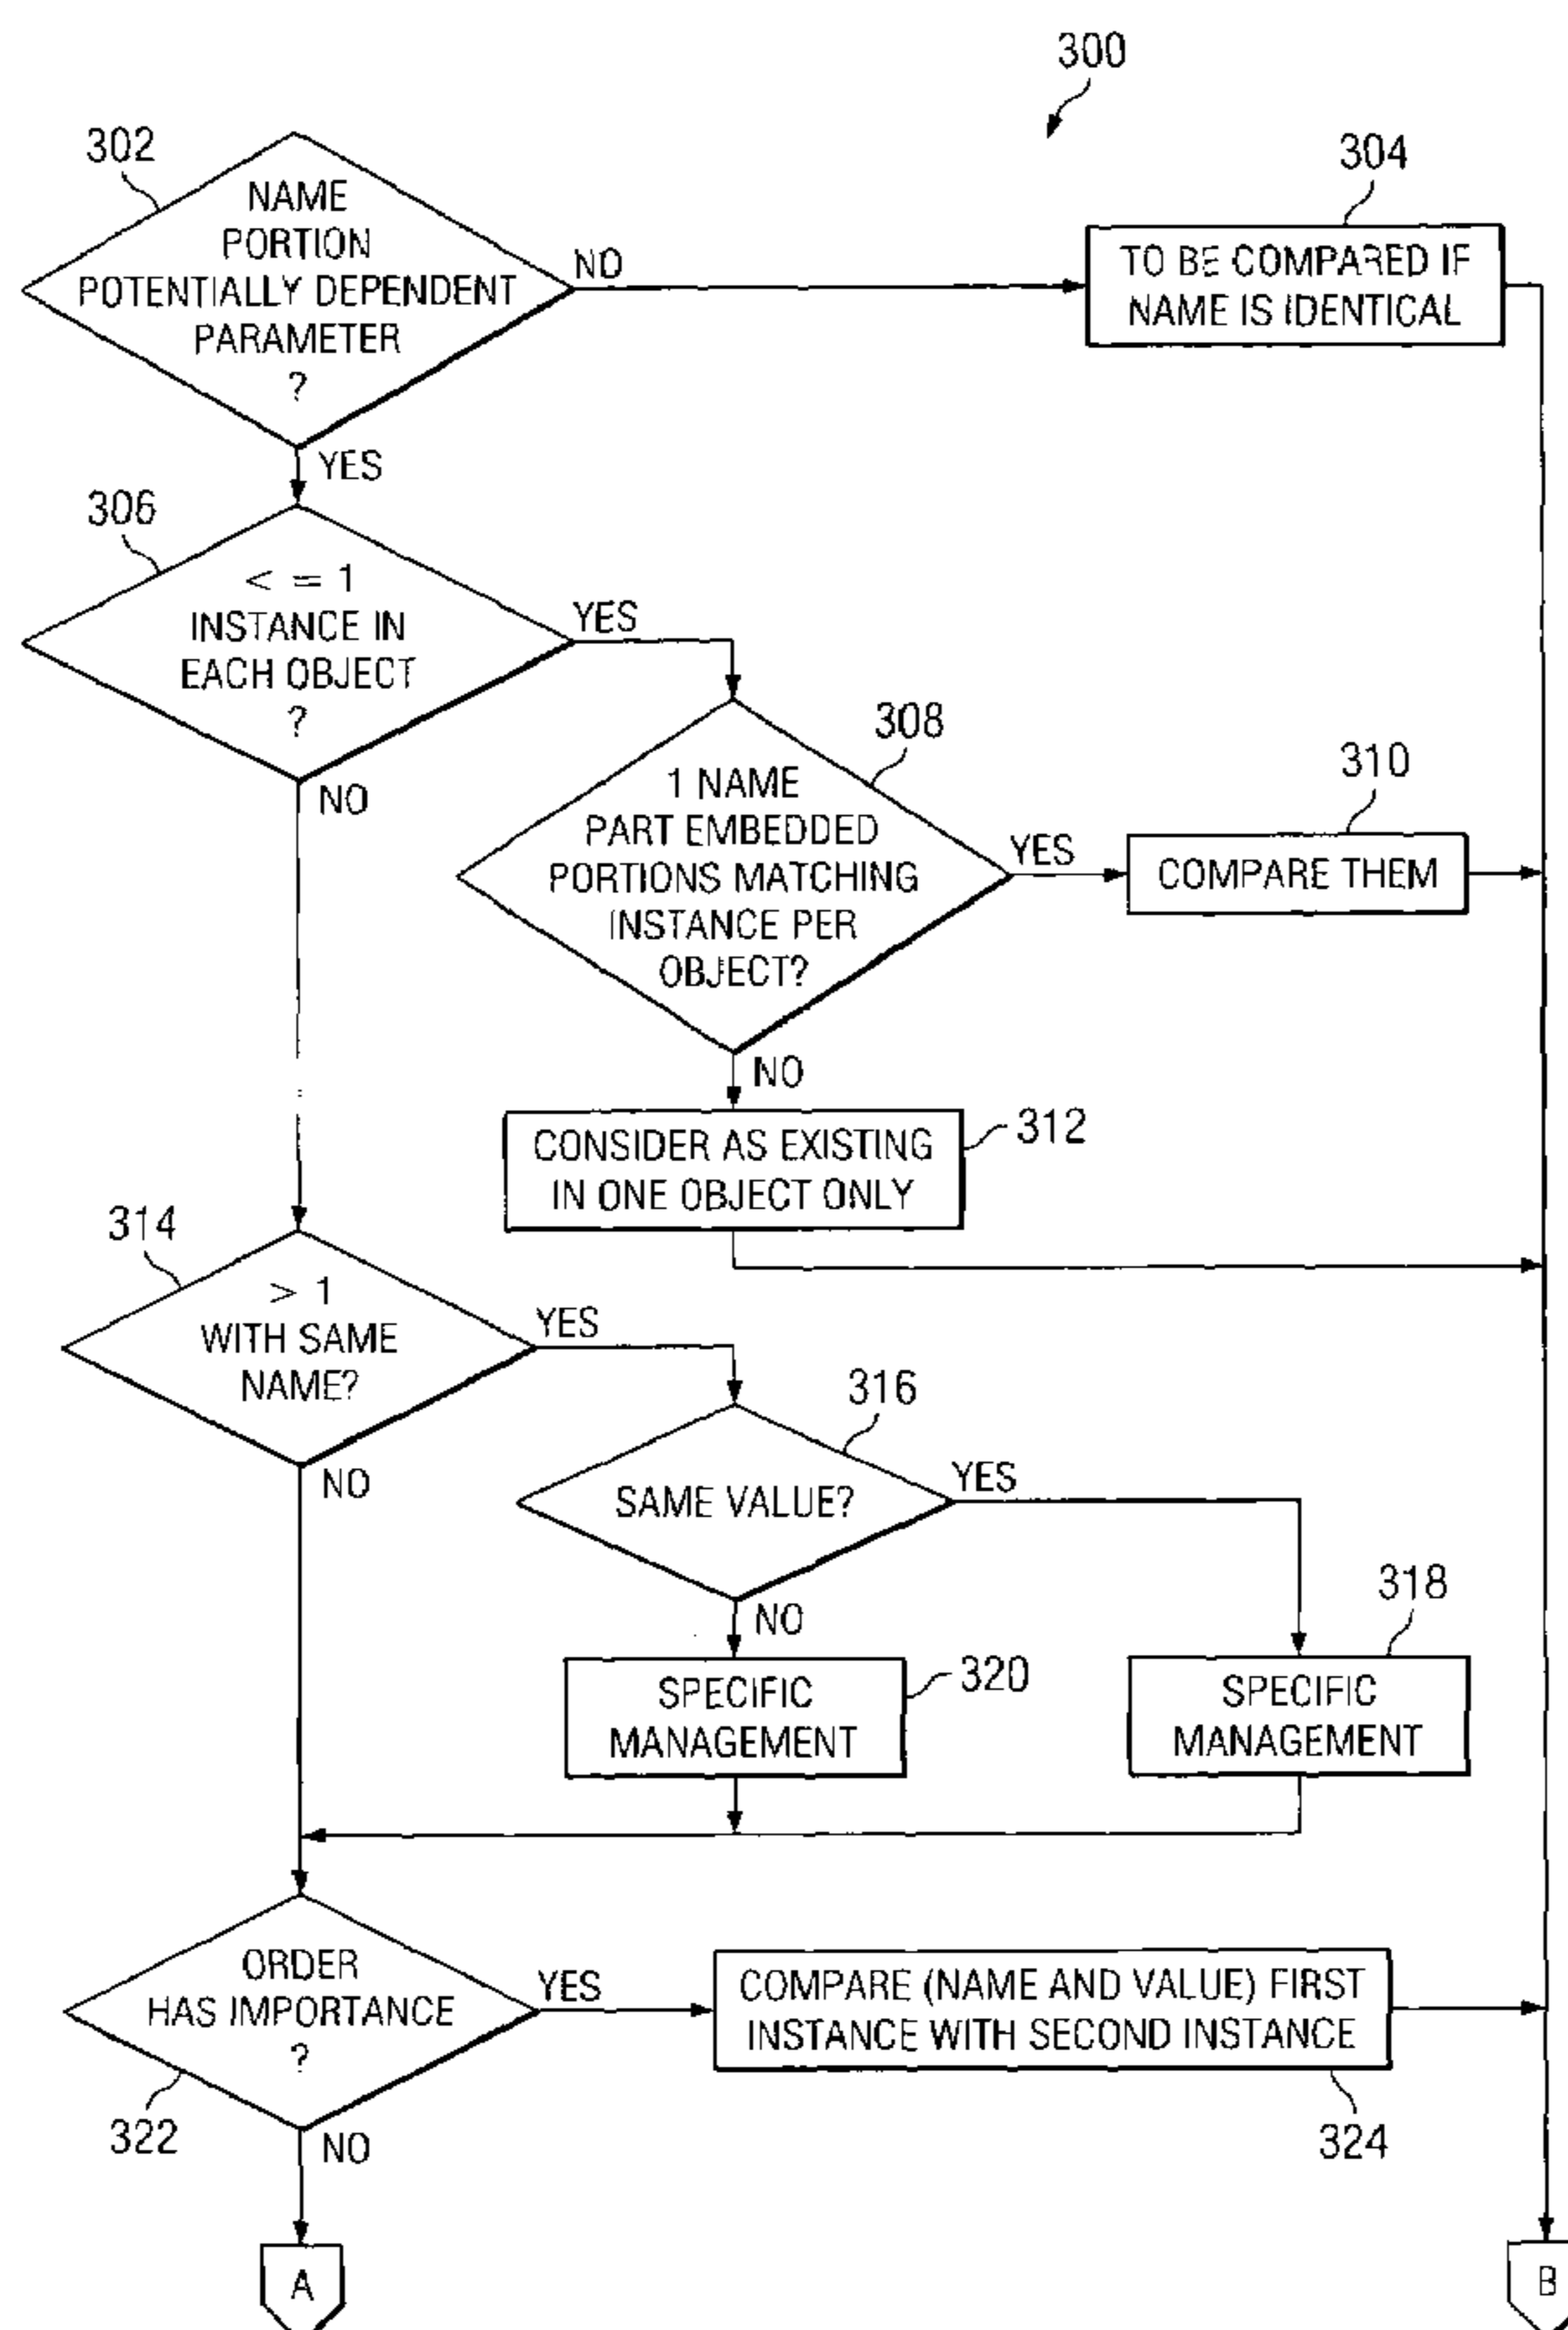 300
302
NAME
PORTION
POTENTIALLY DEPENDENT
PARAMETER
?
NO
304
TO BE COMPARED IF
NAME IS IDENTICAL
YES
306
< = 1
INSTANCE IN
EACH OBJECT
?
YES
NO
308
1 NAME
PART EMBEDDED
PORTIONS MATCHING
INSTANCE PER
OBJECT?
YES
310
COMPARE THEM
NO
312
CONSIDER AS EXISTING
IN ONE OBJECT ONLY
314
> 1
WITH SAME
NAME?
YES
NO
316
SAME VALUE?
YES
NO
318
SPECIFIC
MANAGEMENT
320
SPECIFIC
MANAGEMENT
ORDER
HAS IMPORTANCE
?
322
YES
COMPARE (NAME AND VALUE) FIRST
INSTANCE WITH SECOND INSTANCE
324
NO
A
B